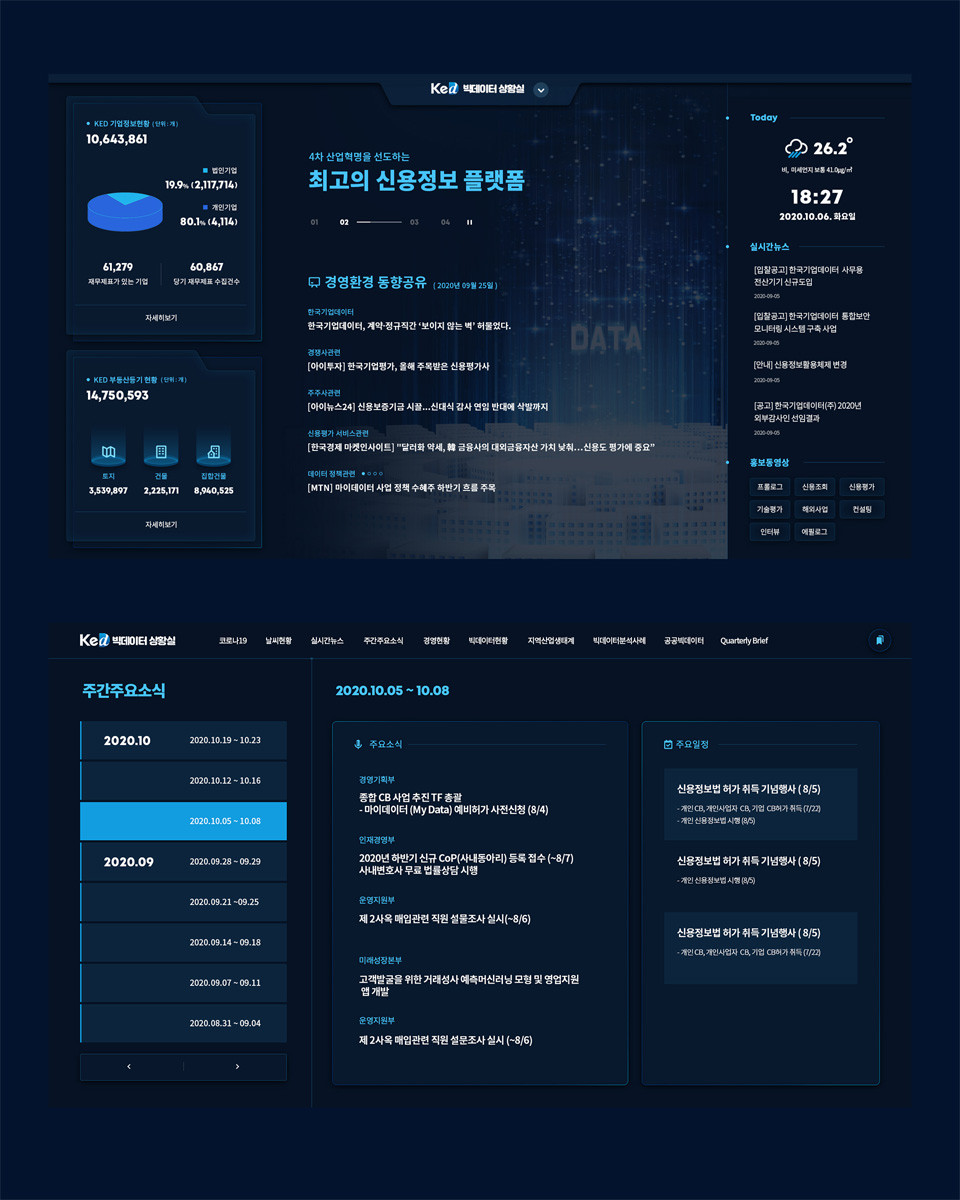 Ked 빅데이터 상황실
KED 기업정보현황 (단위 : 개)
10,643,861
법인기업
19.9% (2,117,714)
개인기업
80.1% (4,114)
61,279
재무제표가 있는 기업
60,867
당기 재무제표 수집건수
자세히보기
KED 부동산등기 현황 (단위 : 개)
14,750,593
토지
3,539,897
건물
2,225,171
집합건물
8,940,525
자세히보기
4차 산업혁명을 선도하는
최고의 신용정보 플랫폼
01 02 03 04
경영환경 동향공유 ( 2020년 09월 25일 )
한국기업데이터
한국기업데이터, 계약·정규직간 ‘보이지 않는 벽’ 허물었다.
경쟁사관련
[아이투자] 한국기업평가, 올해 주목받은 신용평가사
주주사관련
[아이뉴스24] 신용보증기금 시끌...신대식 감사 연임 반대에 삭발까지
신용평가 서비스관련
[한국경제 마켓인사이트] "달러화 약세, 韓 금융사의 대외금융자산 가치 낮춰...신용도 평가에 중요"
데이터 정책관련
[MTN] 마이데이터 사업 정책 수혜주 하반기 흐름 주목
DATA
Today
26.2°
비, 미세먼지 보통 41.0㎍/㎥
18:27
2020.10.06. 화요일
실시간뉴스
[입찰공고] 한국기업데이터 사무용
전산기기 신규도입
2020-09-05
[입찰공고] 한국기업데이터 통합보안
모니터링 시스템 구축 사업
2020-09-05
[안내] 신용정보활용체제 변경
2020-09-05
[공고] 한국기업데이터(주) 2020년
외부감사인 선임결과
2020-09-05
홍보동영상
프롤로그 신용조회 신용평가
기술평가 해외사업 컨설팅
인터뷰 에필로그
Ked 빅데이터 상황실
코로나19 날씨현황 실시간뉴스 주간주요소식 경영현황 빅데이터현황 지역산업생태계 빅데이터분석사례 공공빅데이터 Quarterly Brief
주간주요소식
2020.10 2020.10.19 ~ 10.23
2020.10.12 ~ 10.16
2020.10.05 ~ 10.08
2020.09 2020.09.28 ~ 09.29
2020.09.21 ~09.25
2020.09.14 ~ 09.18
2020.09.07 ~ 09.11
2020.08.31 ~ 09.04
2020.10.05 ~ 10.08
주요소식
경영기획부
종합 CB 사업 추진 TF 총괄
- 마이데이터 (My Data) 예비허가 사전신청 (8/4)
인재경영부
2020년 하반기 신규 CoP(사내동아리) 등록 접수 (~8/7)
사내변호사 무료 법률상담 시행
운영지원부
제 2사옥 매입관련 직원 설물조사 실시(~8/6)
미래성장본부
고객발굴을 위한 거래성사 예측머신러닝 모형 및 영업지원
앱 개발
운영지원부
제 2사옥 매입관련 직원 설문조사 실시 (~8/6)
주요일정
신용정보법 허가 취득 기념행사 ( 8/5)
- 개인 CB, 개인사업자 CB, 기업 CB허가 취득 (7/22)
- 개인 신용정보법 시행 (8/5)
신용정보법 허가 취득 기념행사 ( 8/5)
- 개인 신용정보법 시행 (8/5)
신용정보법 허가 취득 기념행사 ( 8/5)
- 개인 CB, 개인사업자 CB, 기업 CB허가 취득 (7/22)